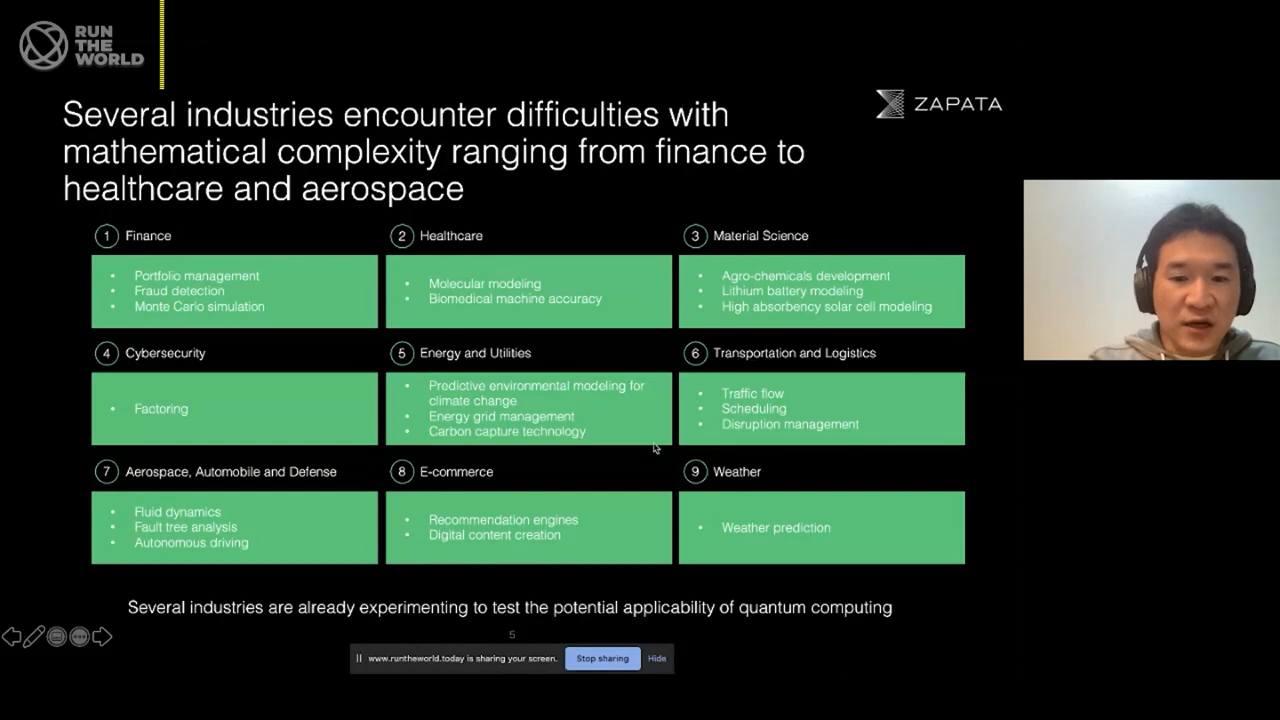 RUN
THE
WORLD
ZAPATA
Several industries encounter difficulties with
mathematical complexity ranging from finance to
healthcare and aerospace
1 Finance
• Portfolio management
• Fraud detection
• Monte Carlo simulation
2 Healthcare
• Molecular modeling
• Biomedical machine accuracy
3 Material Science
• Agro-chemicals development
• Lithium battery modeling
• High absorbency solar cell modeling
4 Cybersecurity
• Factoring
5 Energy and Utilities
• Predictive environmental modeling for
climate change
• Energy grid management
• Carbon capture technology
6 Transportation and Logistics
• Traffic flow
• Scheduling
• Disruption management
7 Aerospace, Automobile and Defense
• Fluid dynamics
• Fault tree analysis
• Autonomous driving
8 E-commerce
• Recommendation engines
• Digital content creation
9 Weather
• Weather prediction
Several industries are already experimenting to test the potential applicability of quantum computing
5
www.runtheworld.today is sharing your screen. Stop sharing Hide